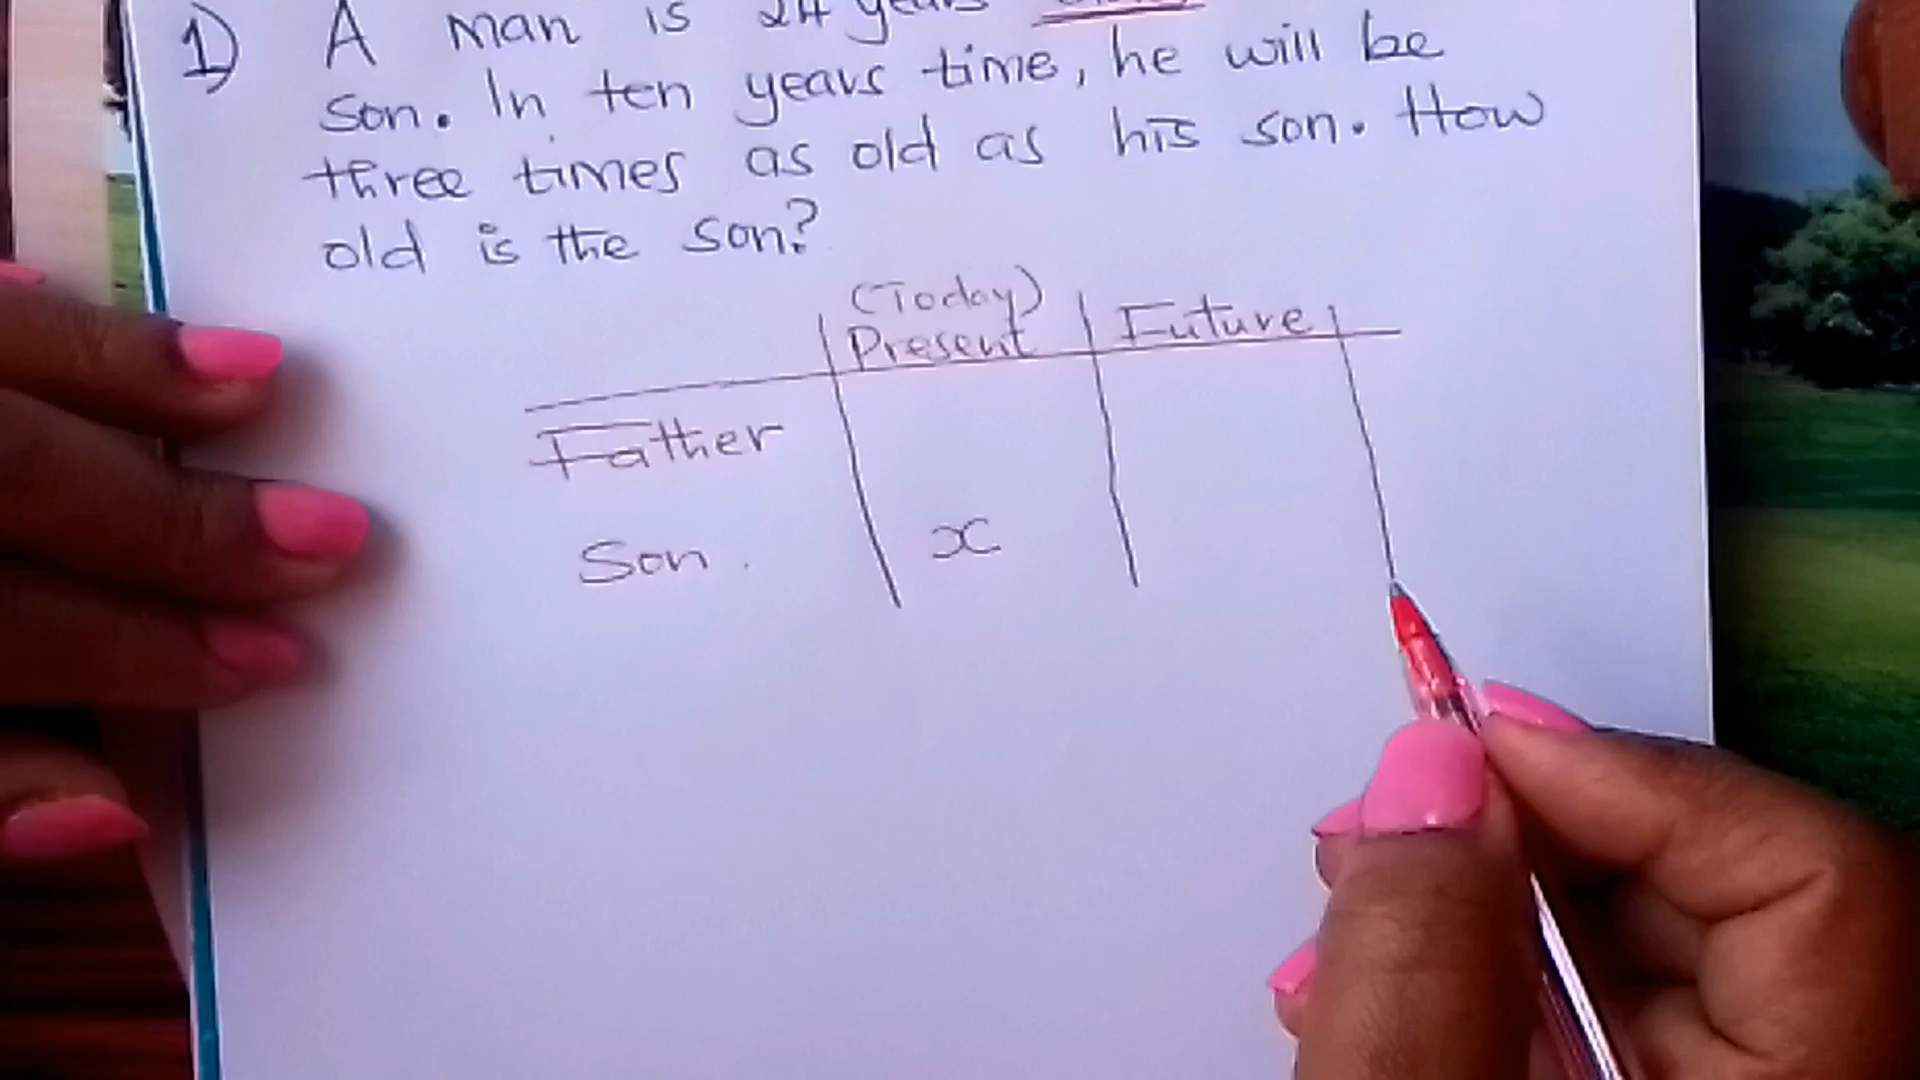 1) A man is 24 years
son. In ten years time, he will be
three times as old as his son. How
old is the son?
(Today)
Present Future
Father
Son. x